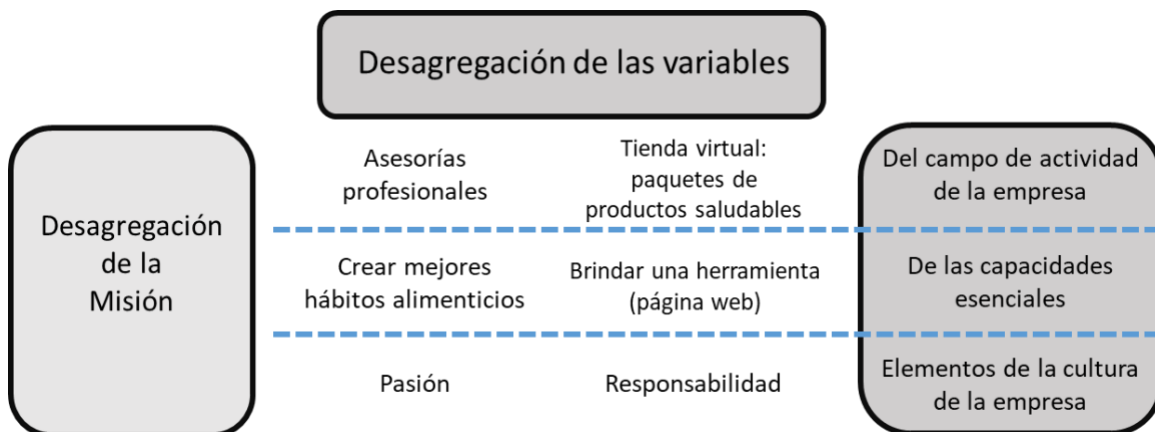 Desagregación de las variables
Desagregación
de la
Misión
Asesorías
profesionales
Tienda virtual:
paquetes de
productos saludables
Del campo de actividad
de la empresa
Crear mejores
hábitos alimenticios
Brindar una herramienta
(página web)
De las capacidades
esenciales
Pasión
Responsabilidad
Elementos de la cultura
de la empresa